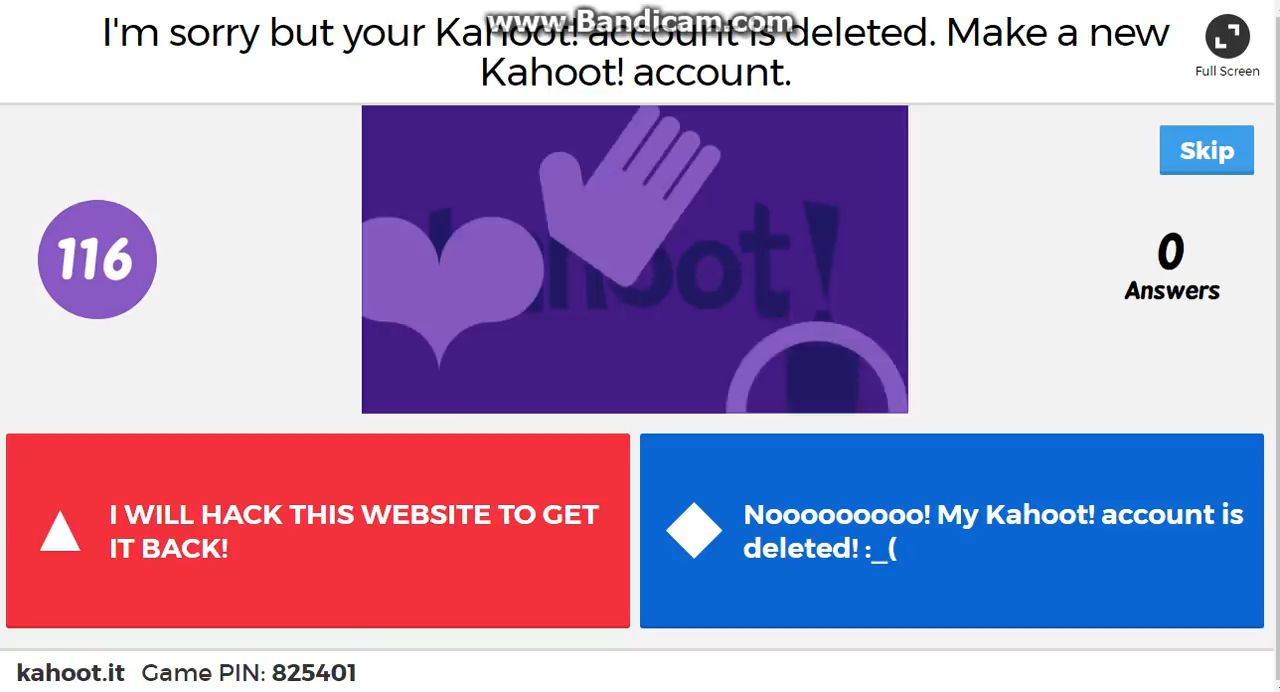 www.Bandicam.com
I'm sorry but your Kahoot! account is deleted. Make a new
Kahoot! account.
Full Screen
Skip
116
kahoot!
0
Answers
I WILL HACK THIS WEBSITE TO GET
IT BACK!
Nooooooooo! My Kahoot! account is
deleted! :_(
kahoot.it Game PIN: 825401